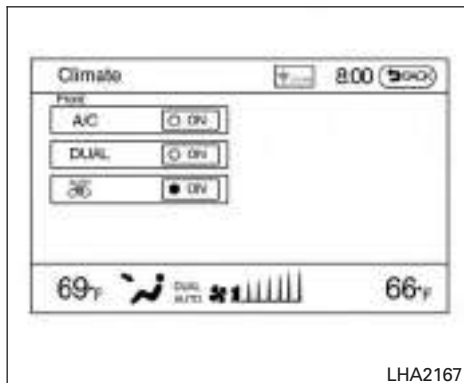 Climate 8:00 BACK
Front
A/C ON
DUAL ON
ON
69°F DUAL AUTO 66°F
LHA2167